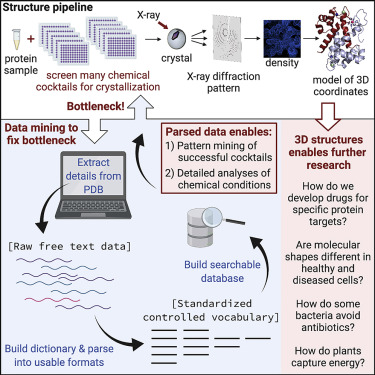 Structure pipeline
X-ray
protein
sample
+
screen many chemical
cocktails for crystallization
crystal
X-ray diffraction
pattern
density
model of 3D
coordinates
Bottleneck!
Data mining to
fix bottleneck
Extract
details from
PDB
Parsed data enables:
1) Pattern mining of
successful cocktails
2) Detailed analyses of
chemical conditions
[Raw free text data]
Build dictionary & parse
into usable formats
Build searchable
database
[Standardized
controlled vocabulary]
3D structures
enables further
research
How do we
develop drugs for
specific protein
targets?
Are molecular
shapes different in
healthy and
diseased cells?
How do some
bacteria avoid
antibiotics?
How do plants
capture energy?